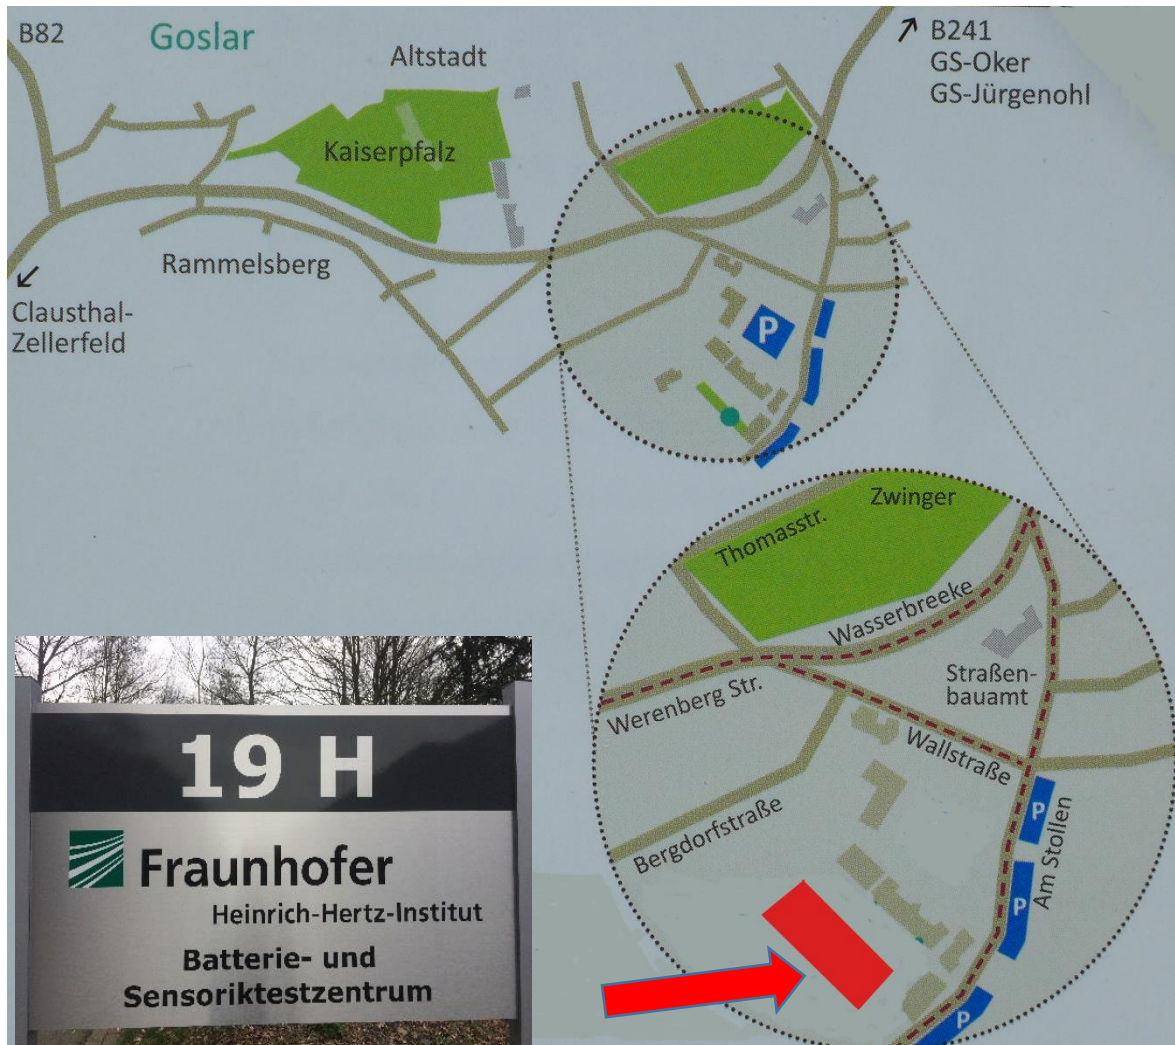 B82
Goslar
Altstadt
B241
GS-Oker
GS-Jürgenohl
Kaiserpfalz
Rammelsberg
Clausthal-
Zellerfeld
P
Zwinger
Thomasstr.
Wasserbreeke
Straßen-
bauamt
Werenberg Str.
Wallstraße
Bergdorfstraße
Am Stollen
P
P
P
19 H
Fraunhofer
Heinrich-Hertz-Institut
Batterie- und
Sensoriktestzentrum